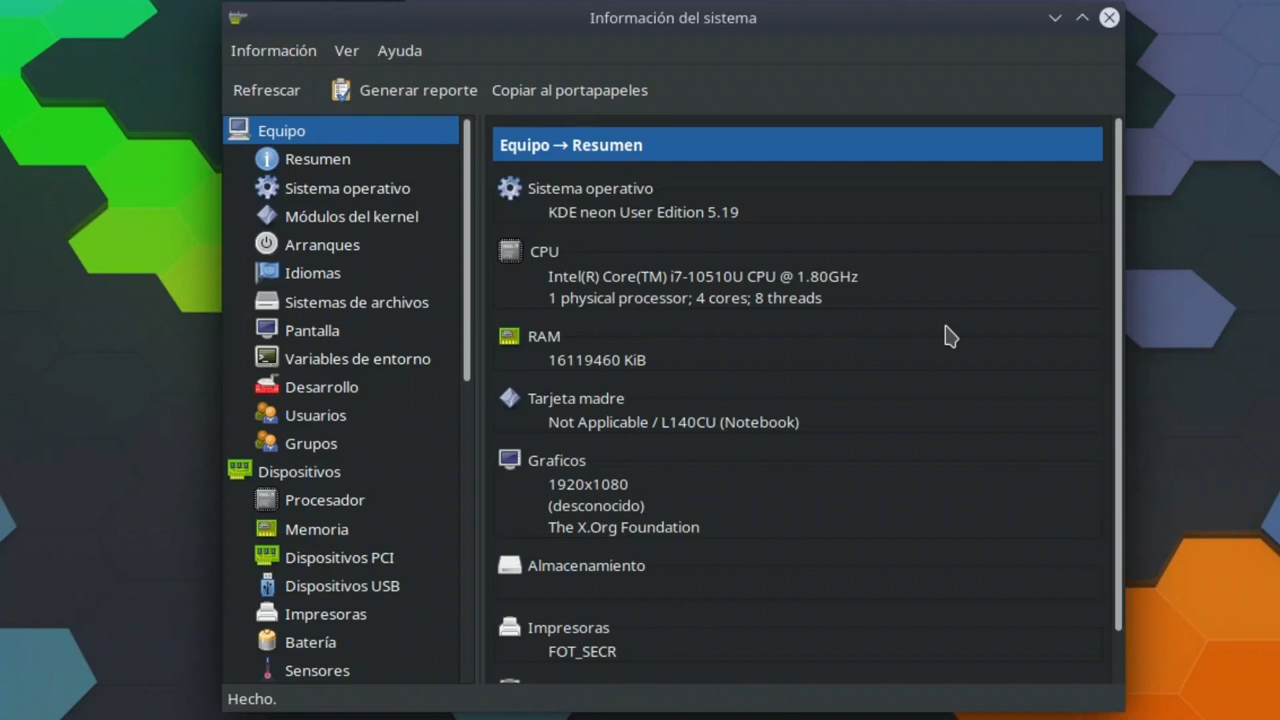 Información del sistema
Información Ver Ayuda
Refrescar Generar reporte Copiar al portapapeles
Equipo
Resumen
Sistema operativo
Módulos del kernel
Arranques
Idiomas
Sistemas de archivos
Pantalla
Variables de entorno
Desarrollo
Usuarios
Grupos
Dispositivos
Procesador
Memoria
Dispositivos PCI
Dispositivos USB
Impresoras
Batería
Sensores
Equipo → Resumen
Sistema operativo
KDE neon User Edition 5.19
CPU
Intel(R) Core(TM) i7-10510U CPU @ 1.80GHz
1 physical processor; 4 cores; 8 threads
RAM
16119460 KiB
Tarjeta madre
Not Applicable / L140CU (Notebook)
Graficos
1920x1080
(desconocido)
The X.Org Foundation
Almacenamiento
Impresoras
FOT_SECR
Hecho.